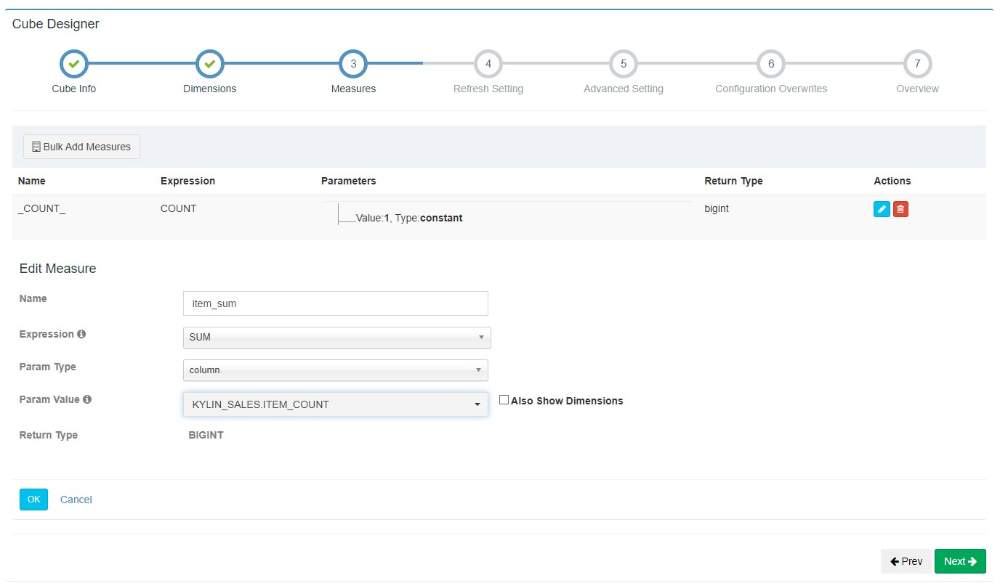 Cube Designer
3 4 5 6 7
Cube Info Dimensions Measures Refresh Setting Advanced Setting Configuration Overwrites Overview
Bulk Add Measures
Name Expression Parameters Return Type Actions
_COUNT_ COUNT Value:1, Type:constant bigint
Edit Measure
Name item_sum
Expression SUM
Param Type column
Param Value KYLIN_SALES.ITEM_COUNT Also Show Dimensions
Return Type BIGINT
OK Cancel
Prev Next